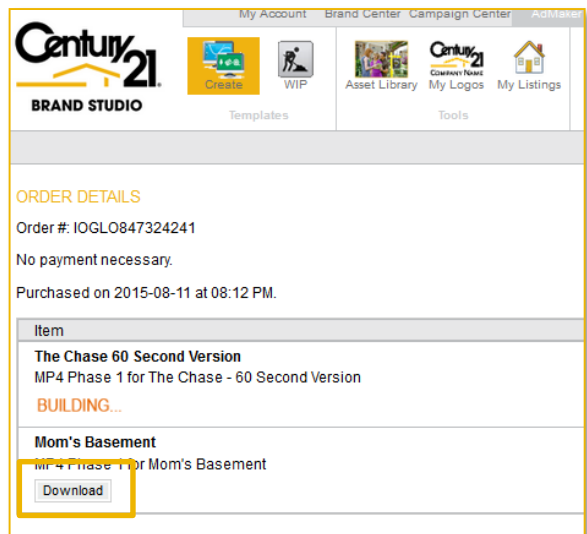 My Account Brand Center Campaign Center AdMaker
Century 21
BRAND STUDIO
Create WIP Asset Library My Logos My Listings
Century 21
COMPANY NAME
Templates Tools
ORDER DETAILS
Order #: IOGLO847324241
No payment necessary.
Purchased on 2015-08-11 at 08:12 PM.
Item
The Chase 60 Second Version
MP4 Phase 1 for The Chase - 60 Second Version
BUILDING...
Mom's Basement
MP4 Phase 1 for Mom's Basement
Download